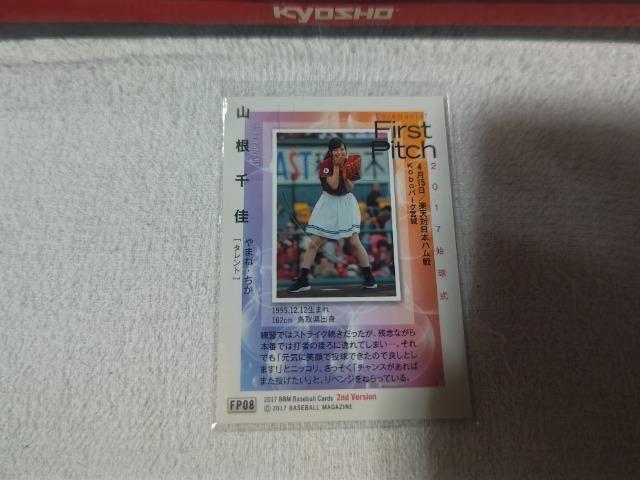 KYOSHO
Ceremonial
First
Pitch
2017始球式
4月15日/楽天対日本ハム戦
Koboパーク宮城
山根千佳
やまね・ちか
[タレント]
1995.12.12生まれ
162cm 鳥取県出身
練習ではストライク続きだったが、残念ながら
本番では打者の後ろに逸れてしまい…。それ
でも「元気に笑顔で投球できたので良しとし
ます!」とニッコリ。さっそく「チャンスがあれば
また投げたい」と、リベンジをねらっている。
FP08
2017 BBM Baseball Cards 2nd Version
© 2017 BASEBALL MAGAZINE